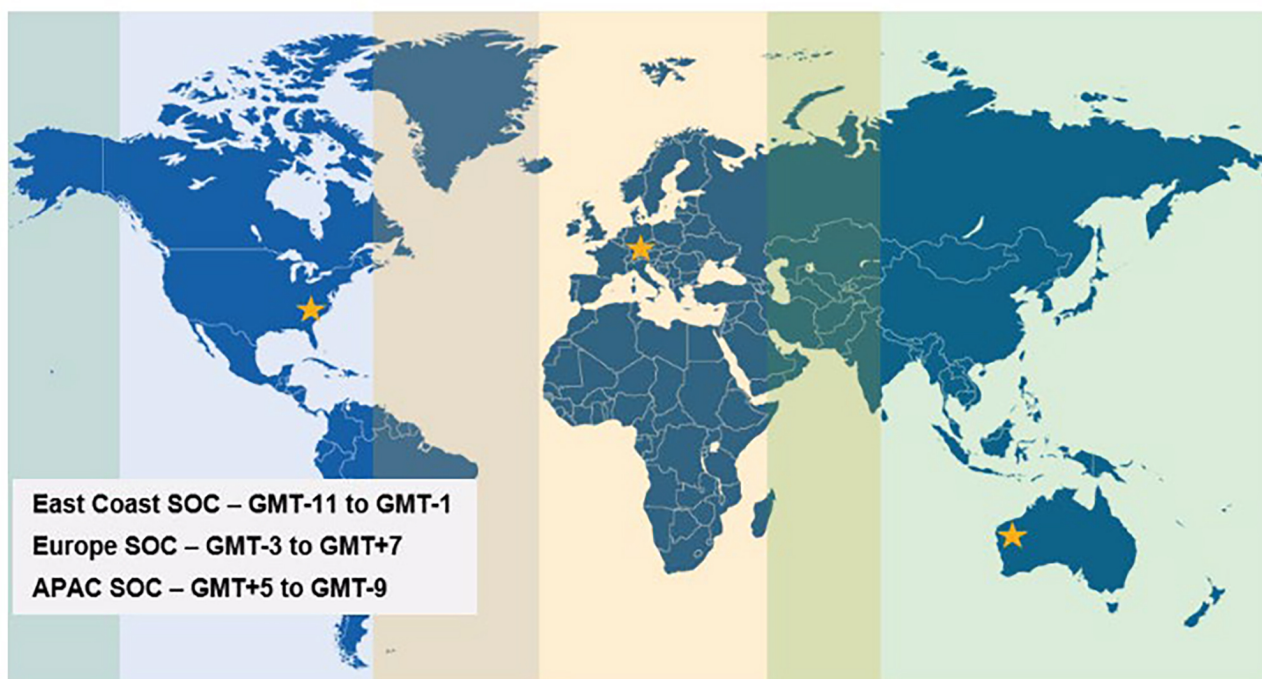 East Coast SOC – GMT-11 to GMT-1
Europe SOC – GMT-3 to GMT+7
APAC SOC – GMT+5 to GMT-9